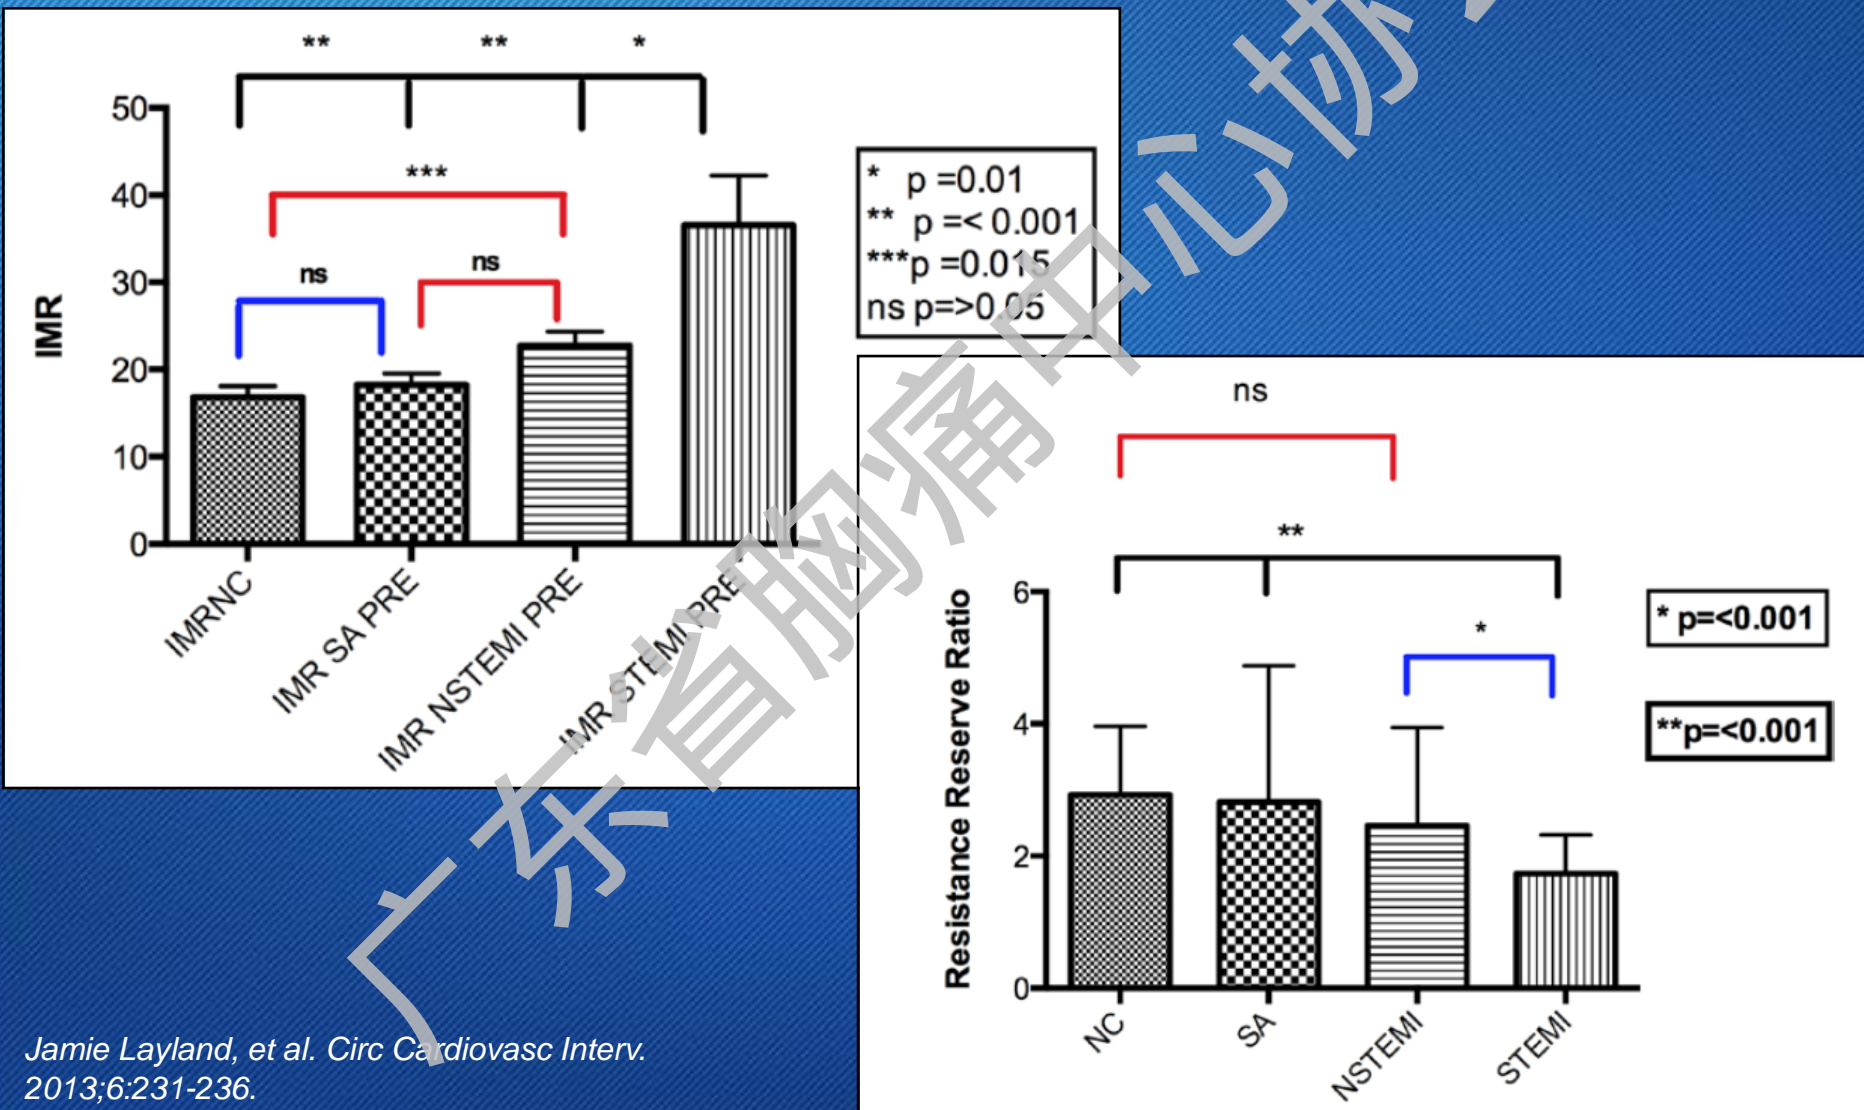 ** ** *
50
40
30
20
10
0
IMR
***
ns
ns
* p =0.01
** p =< 0.001
***p =0.015
ns p=>0.05
IMRNC
IMR SA PRE
IMR NSTEMI PRE
IMR STEMI PRE
ns
**
*
6
4
2
0
Resistance Reserve Ratio
* p=<0.001
**p=<0.001
NC
SA
NSTEMI
STEMI
Jamie Layland, et al. Circ Cardiovasc Interv.
2013;6:231-236.
广东省胸痛中心协